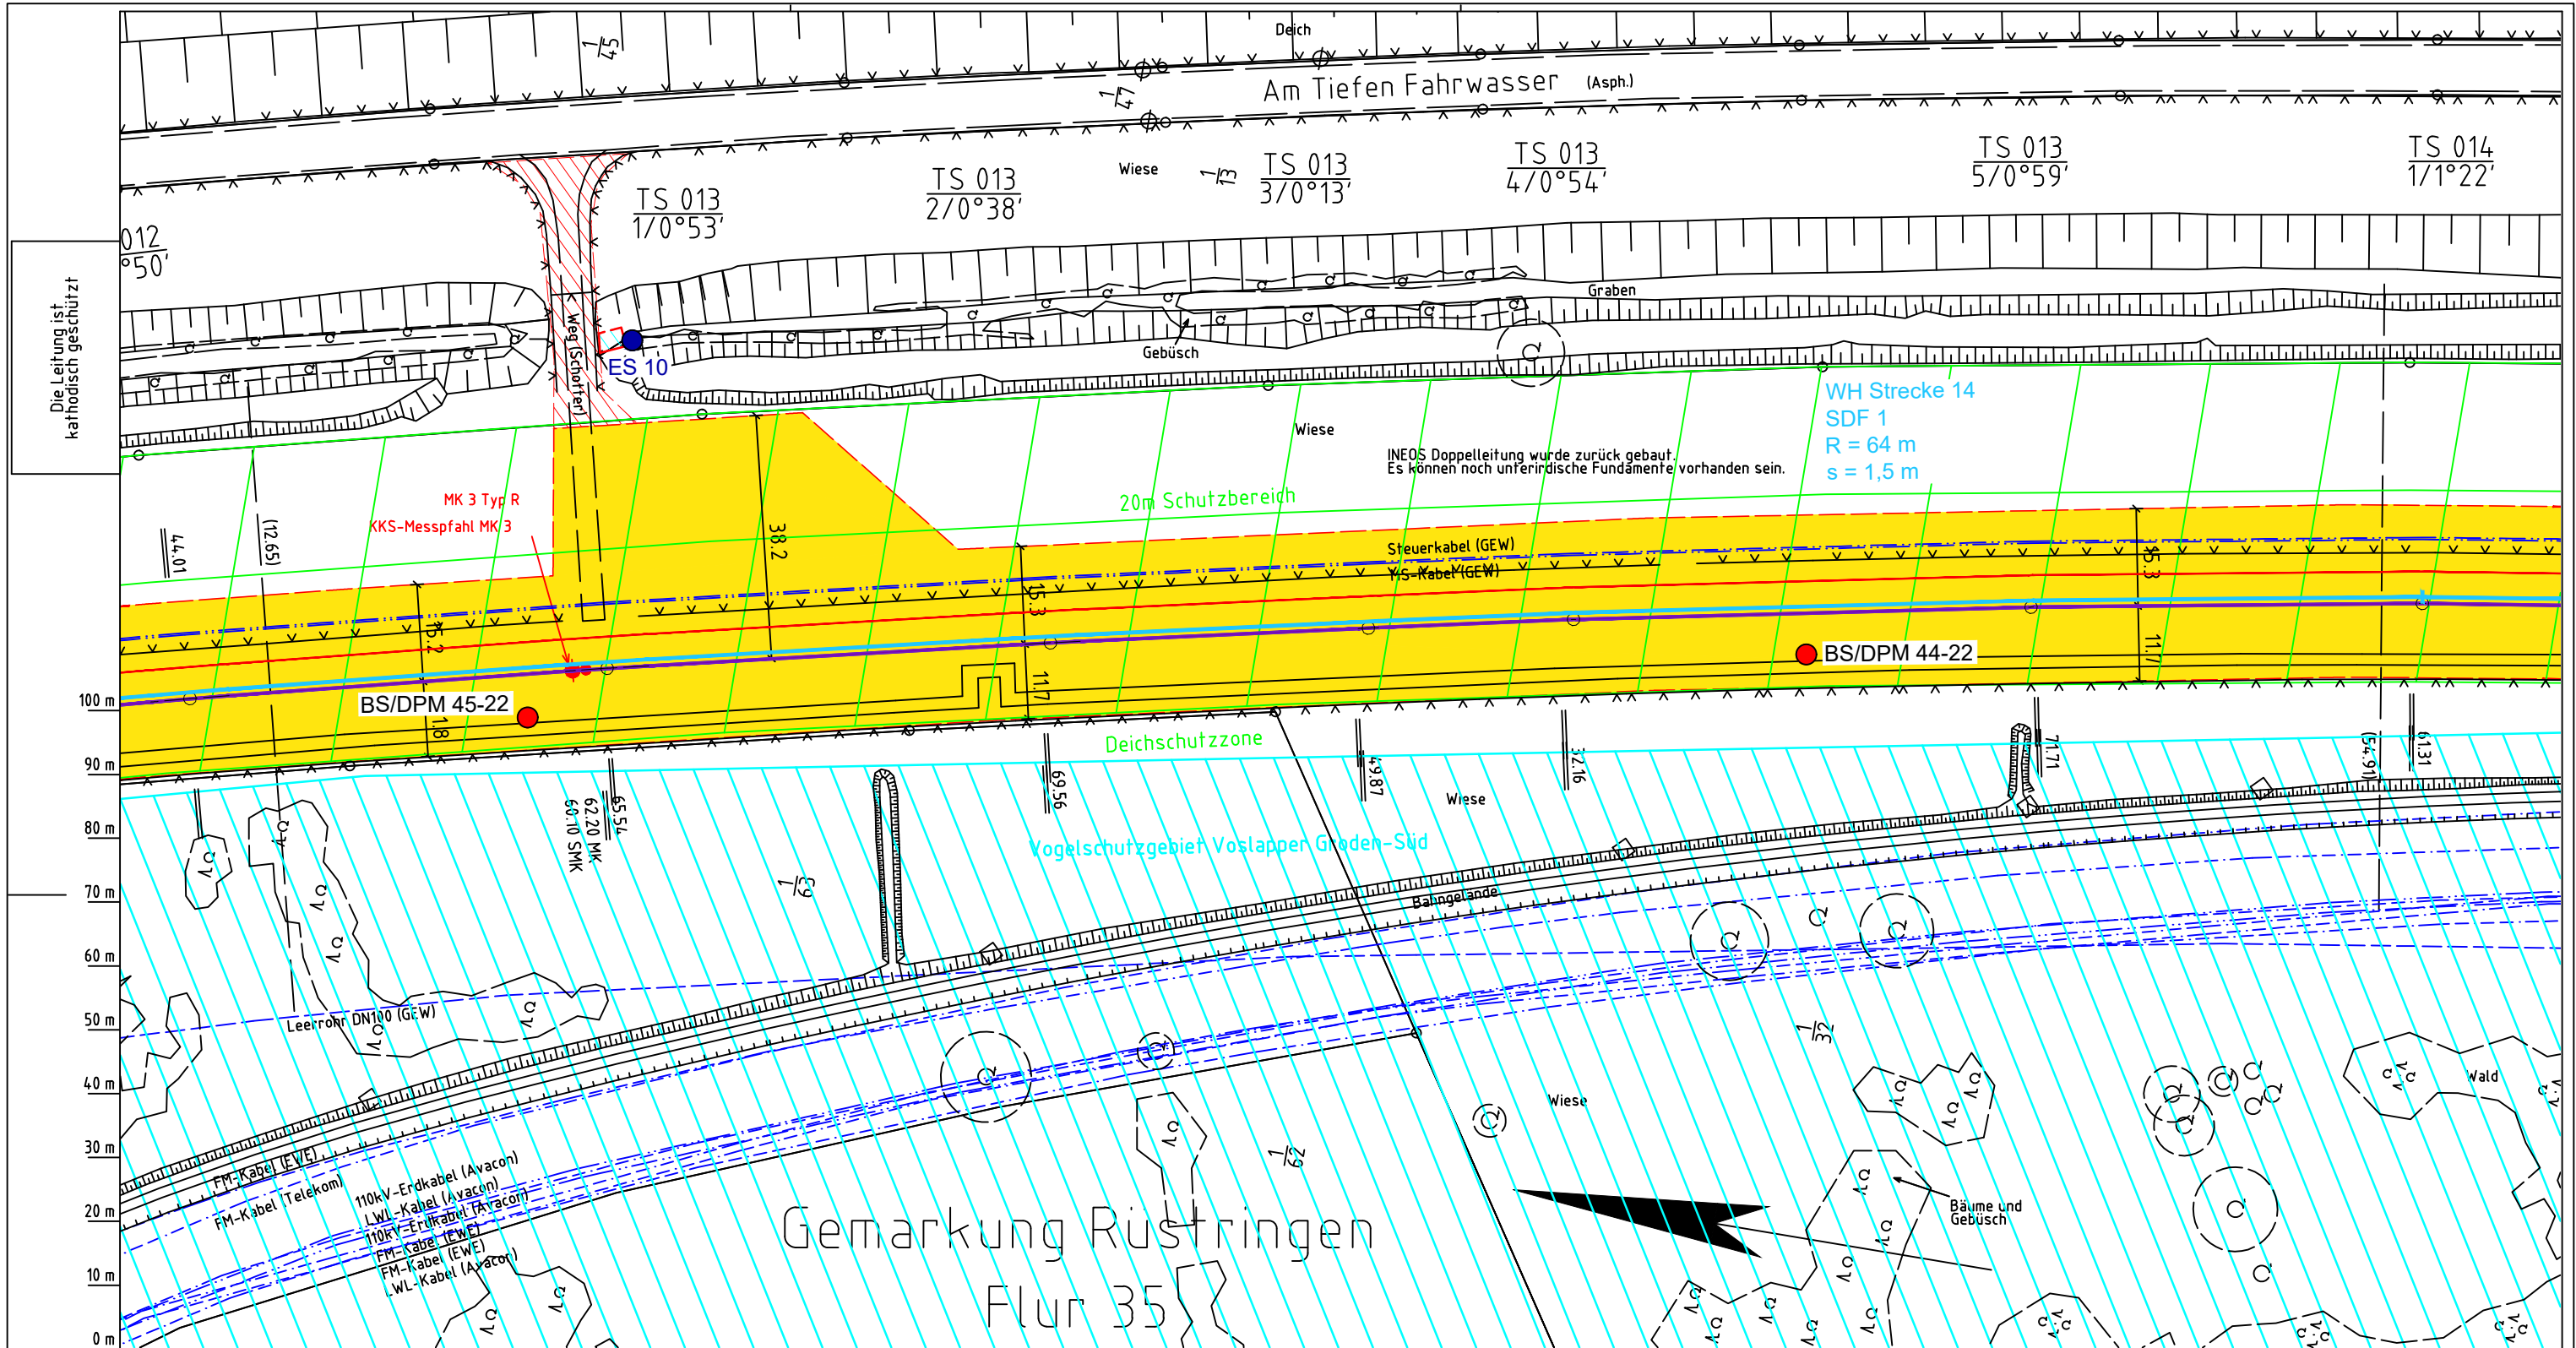 Deich
1/45
1/47
Am Tiefen Fahrwasser (Asph.)
Wiese
1/13
012
°50'
TS 013
1/0°53'
TS 013
2/0°38'
TS 013
3/0°13'
TS 013
4/0°54'
TS 013
5/0°59'
TS 014
1/1°22'
Die Leitung ist
kathodisch geschützt
Weg (Schotter)
ES 10
Gebüsch
Graben
WH Strecke 14
SDF 1
R = 64 m
s = 1,5 m
Wiese
INEOS Doppelleitung wurde zurück gebaut.
Es können noch unterirdische Fundamente vorhanden sein.
20m Schutzbereich
MK 3 Typ R
KKS-Messpfahl MK 3
44.01
(12.65)
38.2
Steuerkabel (GEW)
MS-Kabel (GEW)
15.3
15.3
15.2
11.7
11.7
BS/DPM 44-22
BS/DPM 45-22
Deichschutzzone
100 m
90 m
80 m
70 m
60 m
50 m
40 m
30 m
20 m
10 m
0 m
60.10 SMK
62.20 MK
65.54
69.56
49.87
32.16
71.71
(54.91)
61.31
Wiese
Vogelschutzgebiet Voslapper Groden-Süd
Bahngelände
Leerrohr DN100 (GEW)
1/32
Wiese
Wald
FM-Kabel (EWE)
FM-Kabel (Telekom)
110kV-Erdkabel (Avacon)
LWL-Kabel (Avacon)
110kV-Erdkabel (Avacon)
FM-Kabel (EWE)
FM-Kabel (EWE)
LWL-Kabel (Avacon)
1/62
Bäume und
Gebüsch
Gemarkung Rüstringen
Flur 35